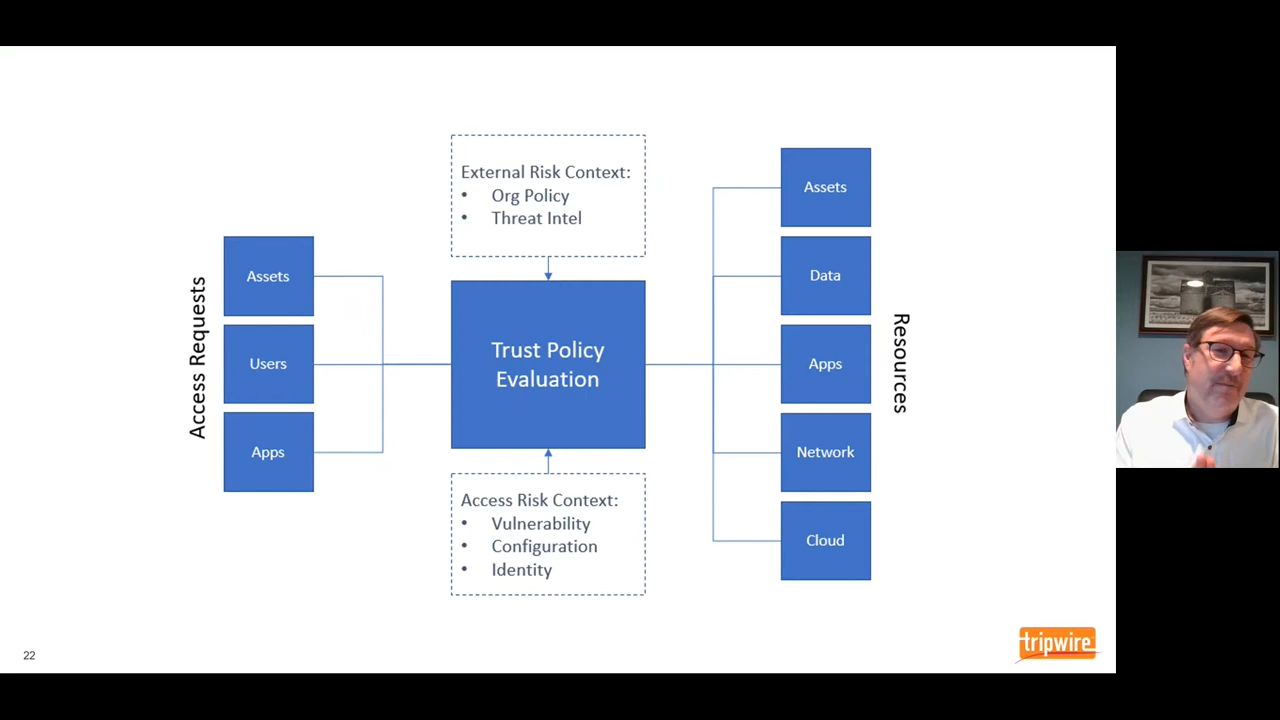 Access Requests
Assets
Users
Apps
External Risk Context:
• Org Policy
• Threat Intel
Trust Policy
Evaluation
Access Risk Context:
• Vulnerability
• Configuration
• Identity
Assets
Data
Apps
Network
Cloud
Resources
22
tripwire